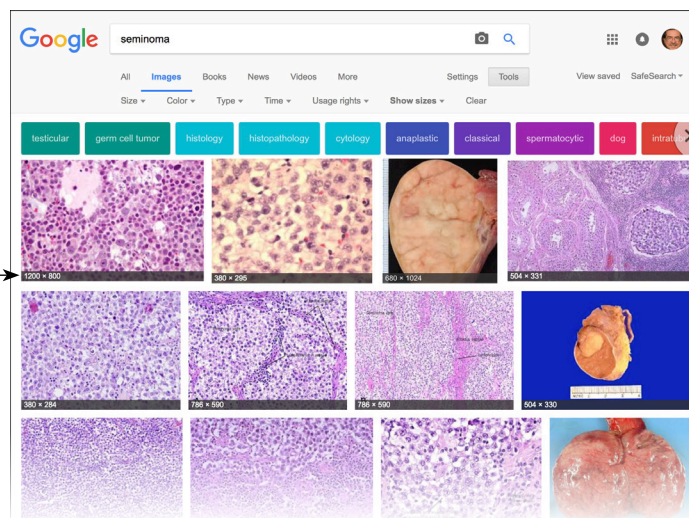 Google
seminoma
All Images Books News Videos More Settings Tools View saved SafeSearch
Size Color Type Time Usage rights Show sizes Clear
testicular germ cell tumor histology histopathology cytology anaplastic classical spermatocytic dog
1200 × 800 380 × 295 680 × 1024 504 × 331
380 × 284 786 × 590 786 × 590 504 × 330